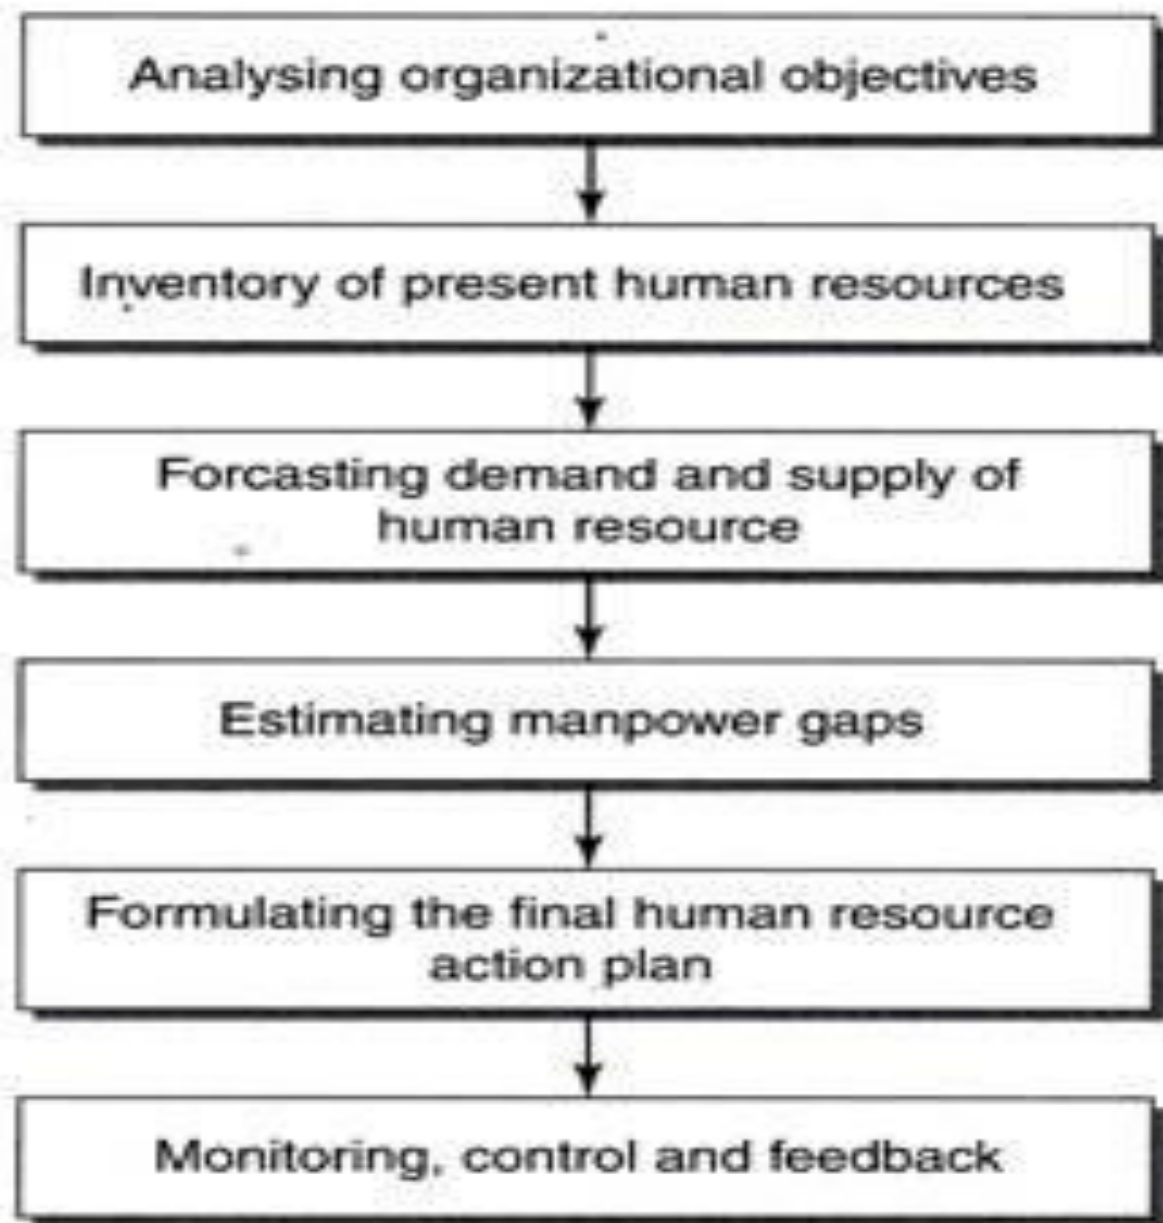 Analysing organizational objectives
Inventory of present human resources
Forcasting demand and supply of
human resource
Estimating manpower gaps
Formulating the final human resource
action plan
Monitoring, control and feedback